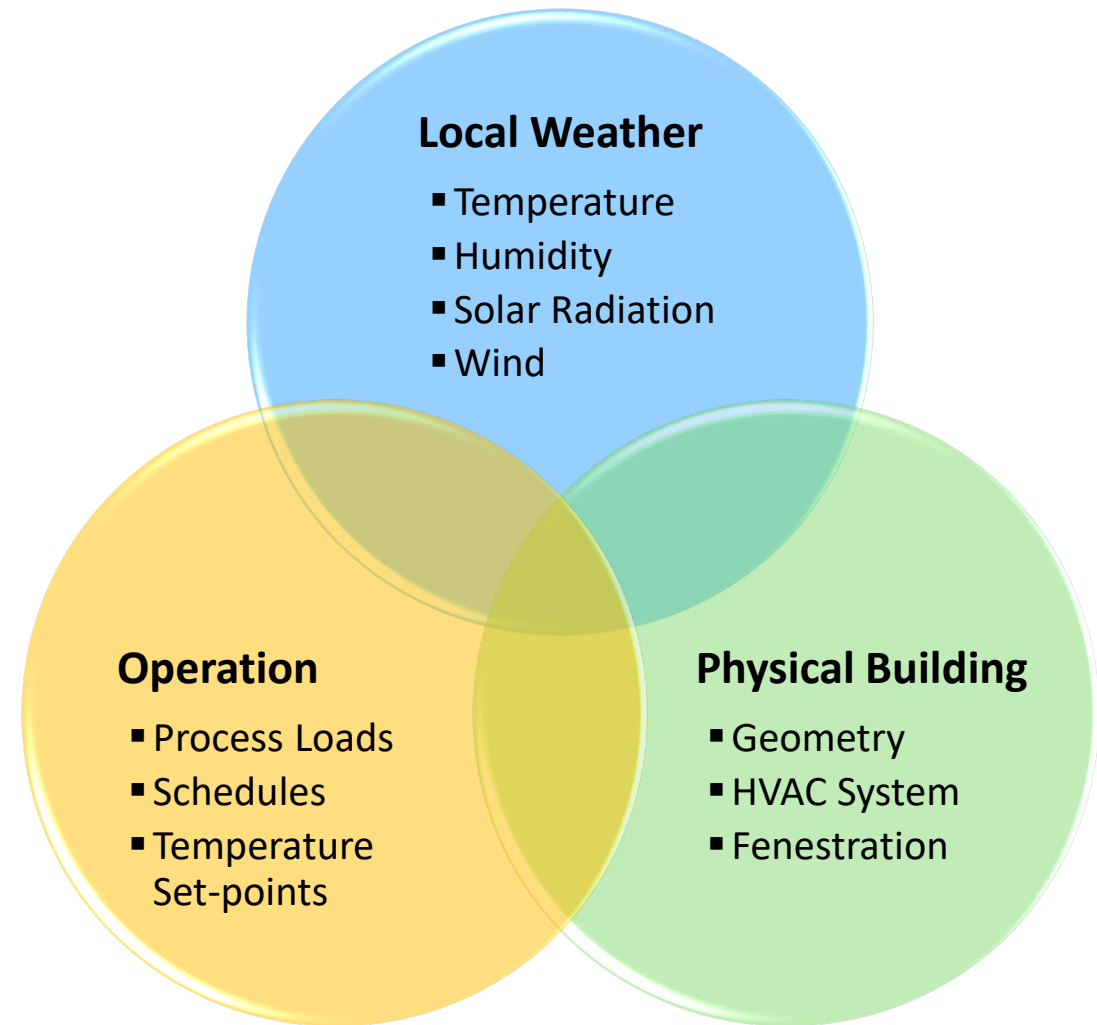 Local Weather
▪ Temperature
▪ Humidity
▪ Solar Radiation
▪ Wind
Operation
▪ Process Loads
▪ Schedules
▪ Temperature
Set-points
Physical Building
▪ Geometry
▪ HVAC System
▪ Fenestration